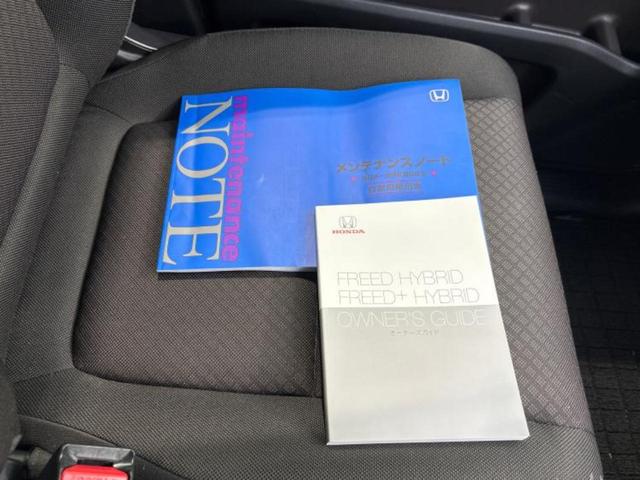 maintenance
NOTE
メンテナンスノート
HONDA
FREED HYBRID
FREED+ HYBRID
OWNER'S GUIDE
オーナーズガイド